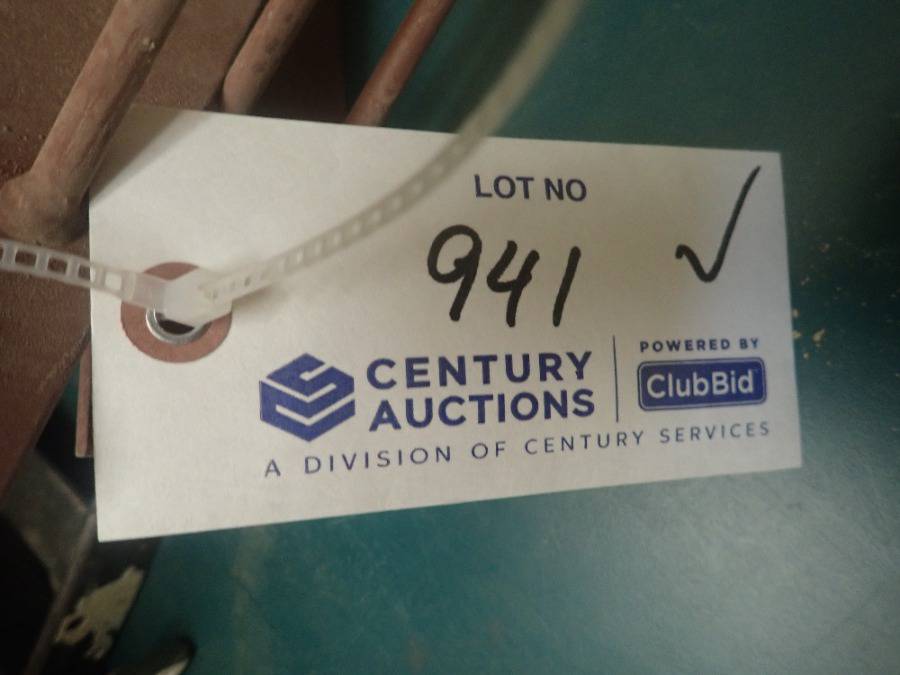 LOT NO
941 ✓
CENTURY
AUCTIONS
POWERED BY
ClubBid
A DIVISION OF CENTURY SERVICES